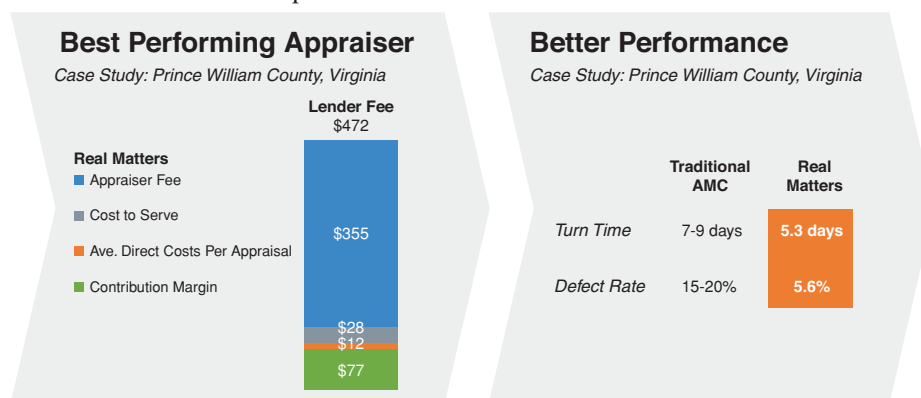 Best Performing Appraiser
Case Study: Prince William County, Virginia
Lender Fee
$472
Real Matters
Appraiser Fee
Cost to Serve
Ave. Direct Costs Per Appraisal
Contribution Margin
$355
$28
$12
$77
Better Performance
Case Study: Prince William County, Virginia
Traditional
AMC
Real
Matters
Turn Time
7-9 days
5.3 days
Defect Rate
15-20%
5.6%